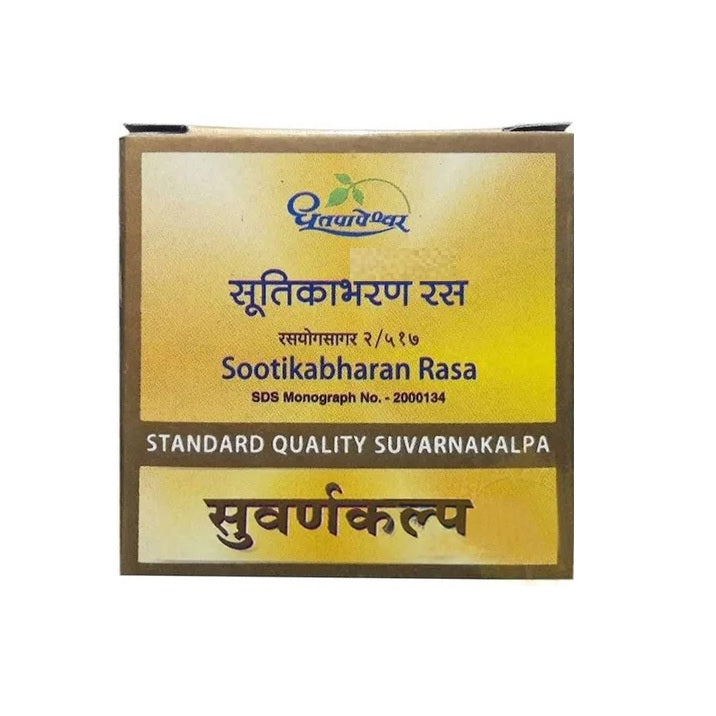 धूतपापेश्वर
सूतिकाभरण रस
रसयोगसागर २/५१७
Sootikabharan Rasa
SDS Monograph No. - 2000134
STANDARD QUALITY SUVARNAKALPA
सुवर्णकल्प